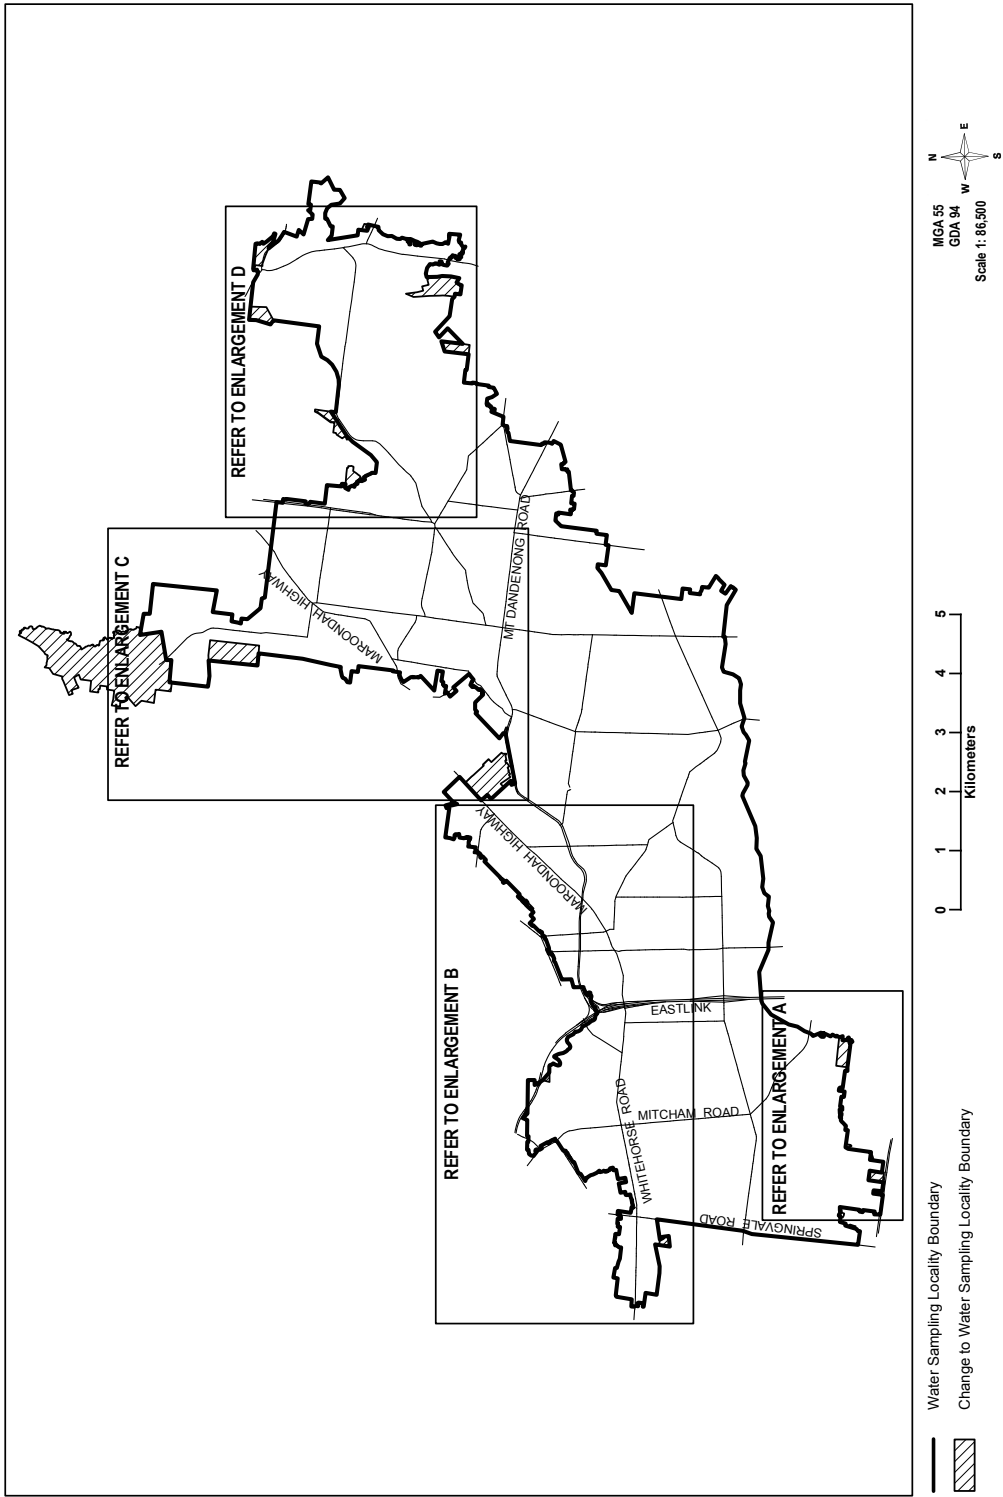 REFER TO ENLARGEMENT D
REFER TO ENLARGEMENT C
MAROONDAH HIGHWAY
MT DANDENONG ROAD
REFER TO ENLARGEMENT B
MAROONDAH HIGHWAY
EASTLINK
WHITEHORSE ROAD
MITCHAM ROAD
SPRINGVALE ROAD
REFER TO ENLARGEMENT A
Water Sampling Locality Boundary
Change to Water Sampling Locality Boundary
0 1 2 3 4 5
Kilometers
MGA 55
GDA 94
Scale 1: 86,500
N
W E
S